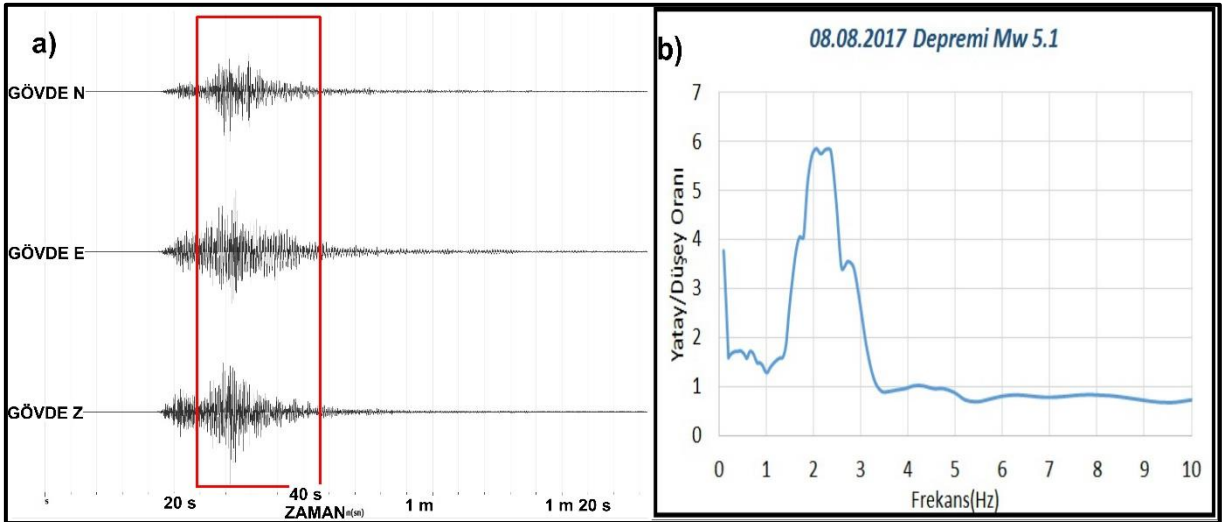 a)
GÖVDE N
GÖVDE E
GÖVDE Z
s
20 s
40 s
1 m
1 m 20 s
ZAMANⁿ(sn)
b)
08.08.2017 Depremi Mw 5.1
Yatay/Düşey Oranı
7
6
5
4
3
2
1
0
0 1 2 3 4 5 6 7 8 9 10
Frekans(Hz)